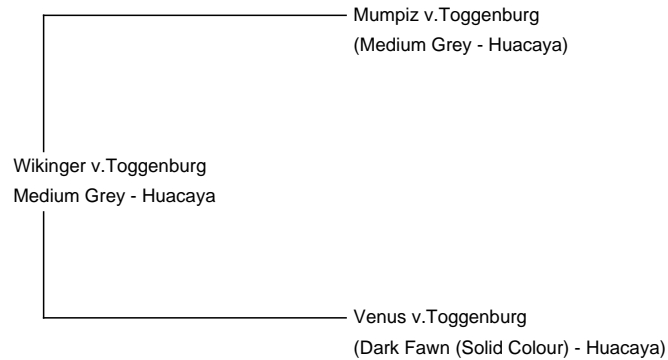 Mumpiz v.Toggenburg
(Medium Grey - Huacaya)
Wikinger v.Toggenburg
Medium Grey - Huacaya
Venus v.Toggenburg
(Dark Fawn (Solid Colour) - Huacaya)